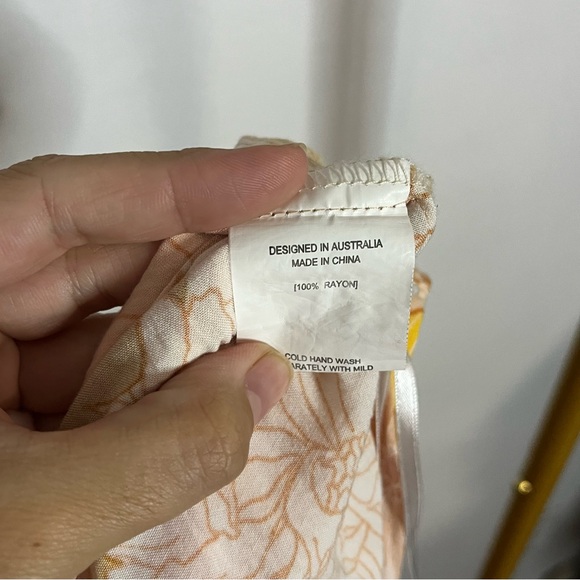 DESIGNED IN AUSTRALIA
MADE IN CHINA
[100% RAYON]
COLD HAND WASH
ARATELY WITH MILD